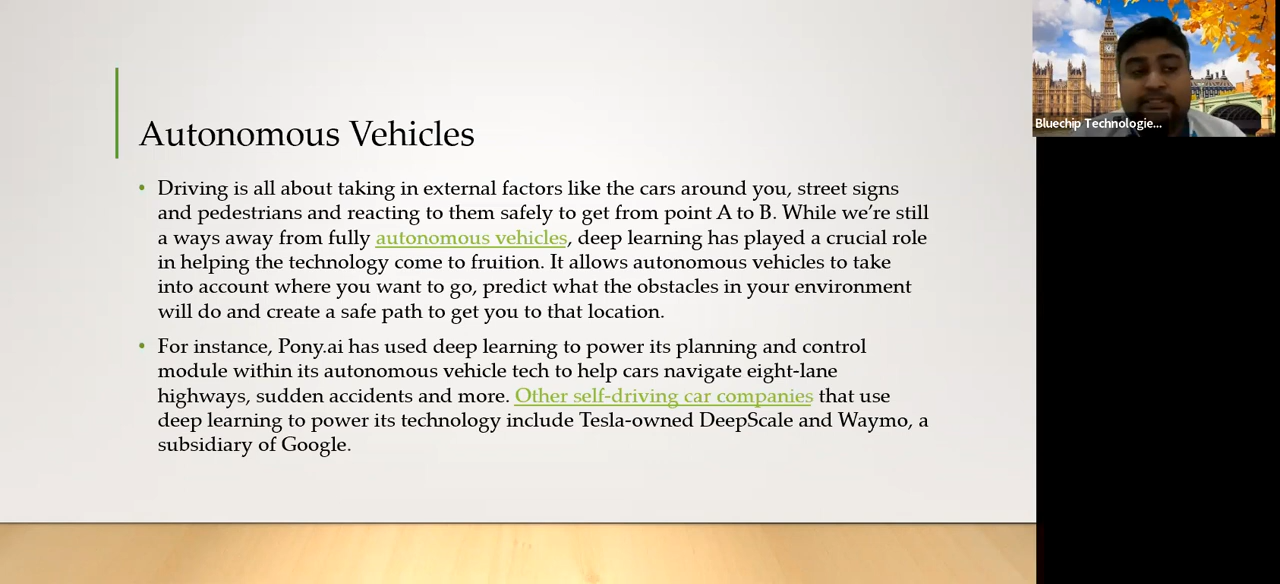 Autonomous Vehicles
• Driving is all about taking in external factors like the cars around you, street signs
and pedestrians and reacting to them safely to get from point A to B. While we’re still
a ways away from fully autonomous vehicles, deep learning has played a crucial role
in helping the technology come to fruition. It allows autonomous vehicles to take
into account where you want to go, predict what the obstacles in your environment
will do and create a safe path to get you to that location.
• For instance, Pony.ai has used deep learning to power its planning and control
module within its autonomous vehicle tech to help cars navigate eight-lane
highways, sudden accidents and more. Other self-driving car companies that use
deep learning to power its technology include Tesla-owned DeepScale and Waymo, a
subsidiary of Google.
Bluechip Technologie...